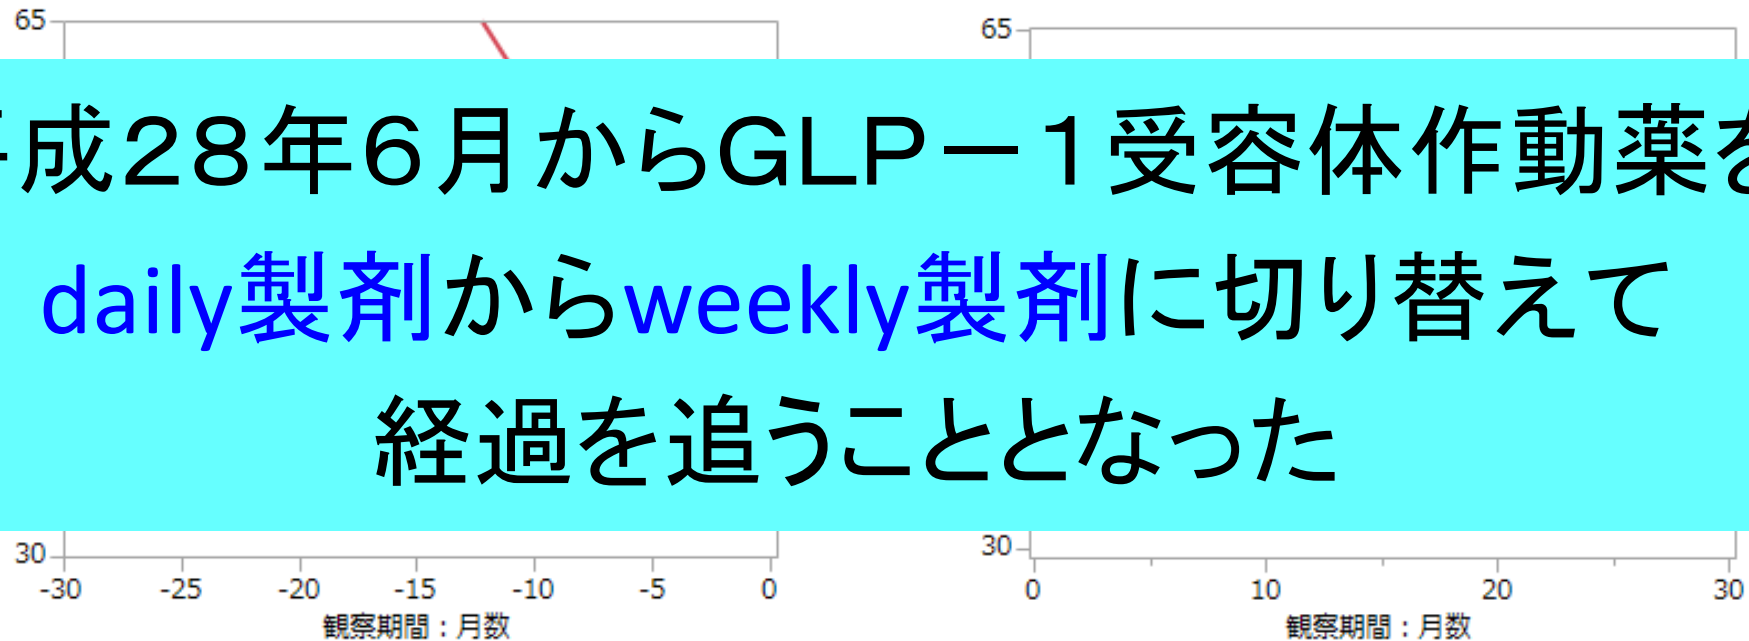 65
65
平成２８年６月からGLP－１受容体作動薬を
daily製剤からweekly製剤に切り替えて
経過を追うこととなった
30
30
-30 -25 -20 -15 -10 -5 0
0 10 20 30
観察期間：月数
観察期間：月数